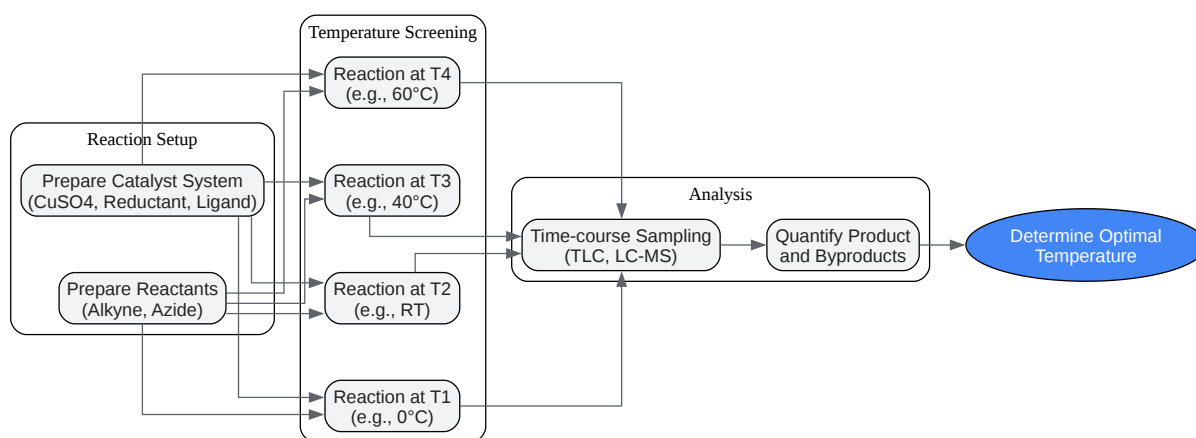 Reaction Setup
Prepare Catalyst System
(CuSO4, Reductant, Ligand)
Prepare Reactants
(Alkyne, Azide)
Temperature Screening
Reaction at T4
(e.g., 60°C)
Reaction at T3
(e.g., 40°C)
Reaction at T2
(e.g., RT)
Reaction at T1
(e.g., 0°C)
Analysis
Time-course Sampling
(TLC, LC-MS)
Quantify Product
and Byproducts
Determine Optimal
Temperature